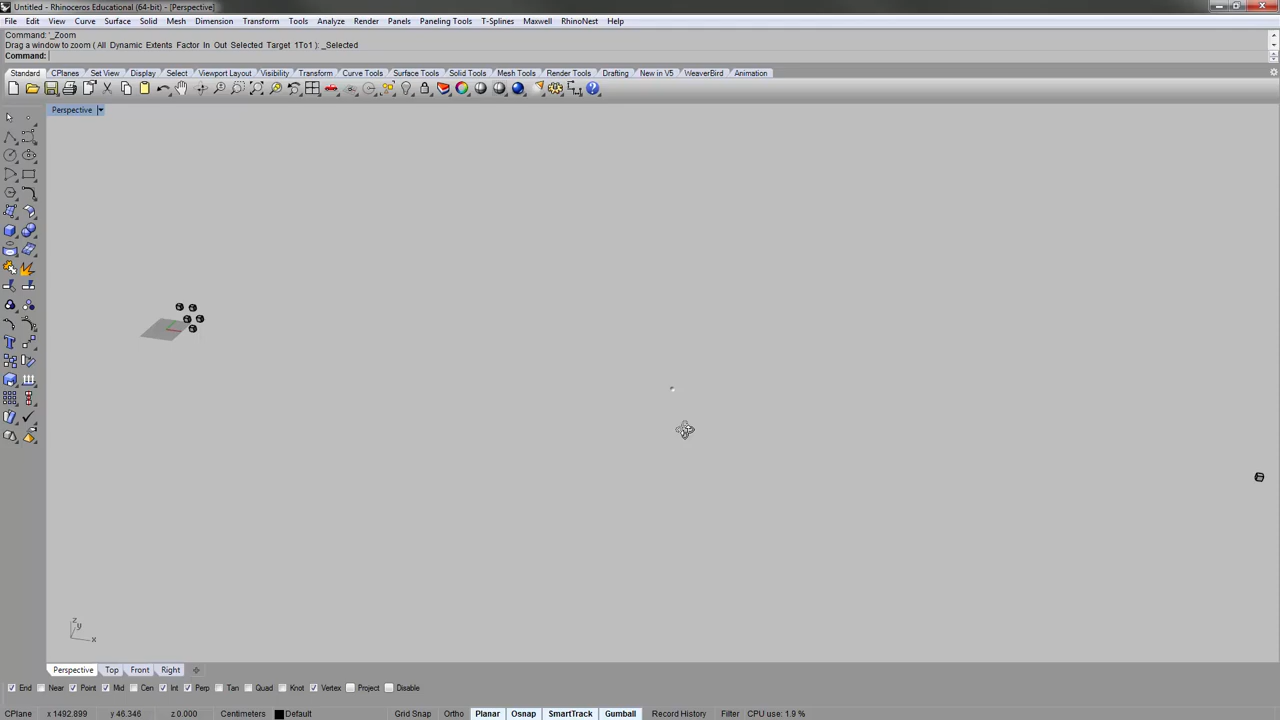 Untitled - Rhinoceros Educational (64-bit) - [Perspective]
File Edit View Curve Surface Solid Mesh Dimension Transform Tools Analyze Render Panels Paneling Tools T-Splines Maxwell RhinoNest Help
Command: '_Zoom
Drag a window to zoom ( All Dynamic Extents Factor In Out Selected Target 1To1 ): _Selected
Command:
Standard CPlanes Set View Display Select Viewport Layout Visibility Transform Curve Tools Surface Tools Solid Tools Mesh Tools Render Tools Drafting New in V5 WeaverBird Animation
Perspective
z
y
x
Perspective Top Front Right
End Near Point Mid Cen Int Perp Tan Quad Knot Vertex Project Disable
CPlane x 1492.899 y 46.346 z 0.000 Centimeters Default Grid Snap Ortho Planar Osnap SmartTrack Gumball Record History Filter CPU use: 1.9 %